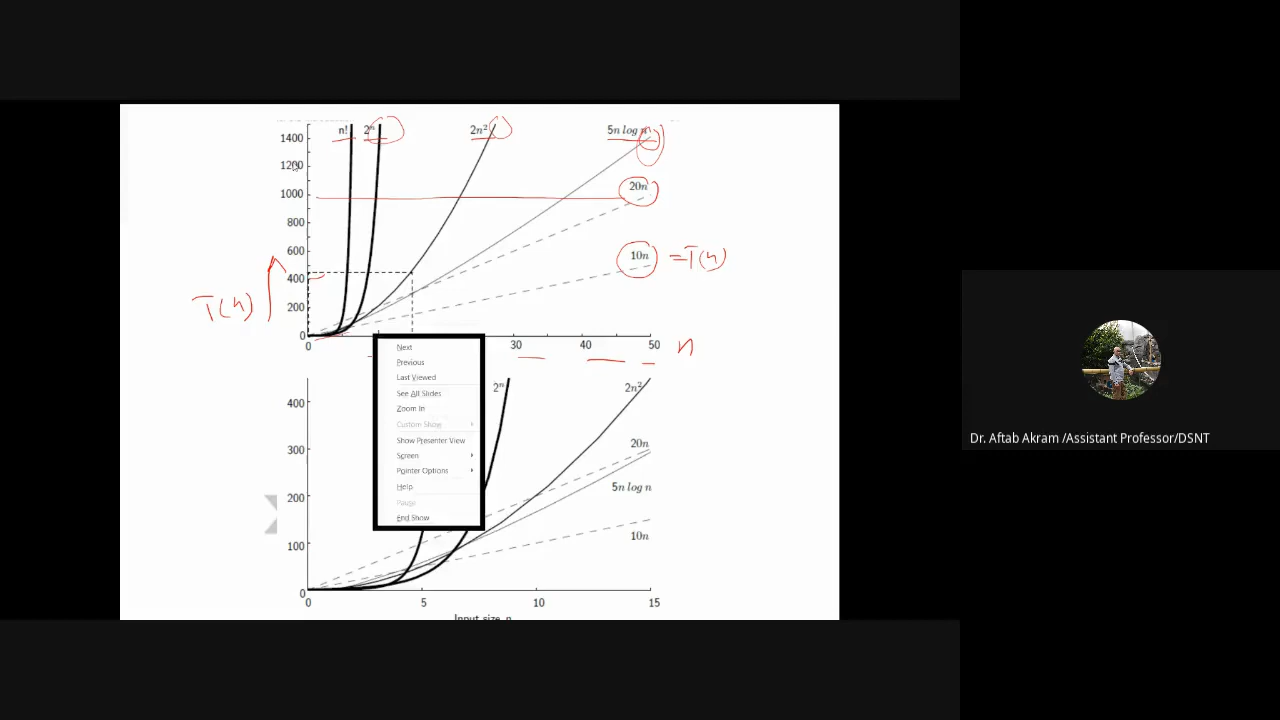 n! 2ⁿ 2n² 5n log n
1400
1200
1000
20n
800
600
10n = T(n)
400
T(n)
200
0
0 30 40 50 n
Next
Previous
Last Viewed
See All Slides
Zoom In
Custom Show
Show Presenter View
Screen
Pointer Options
Help
Pause
End Show
2ⁿ 2n²
400
20n
300
5n log n
200
10n
100
0
0 5 10 15
Input size n
Dr. Aftab Akram /Assistant Professor/DSNT